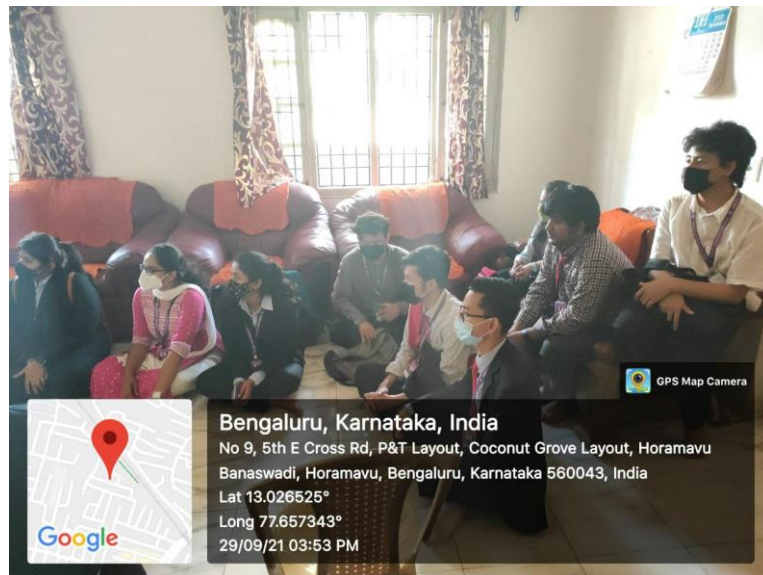 GPS Map Camera
Bengaluru, Karnataka, India
No 9, 5th E Cross Rd, P&T Layout, Coconut Grove Layout, Horamavu
Banaswadi, Horamavu, Bengaluru, Karnataka 560043, India
Lat 13.026525°
Long 77.657343°
29/09/21 03:53 PM
Google